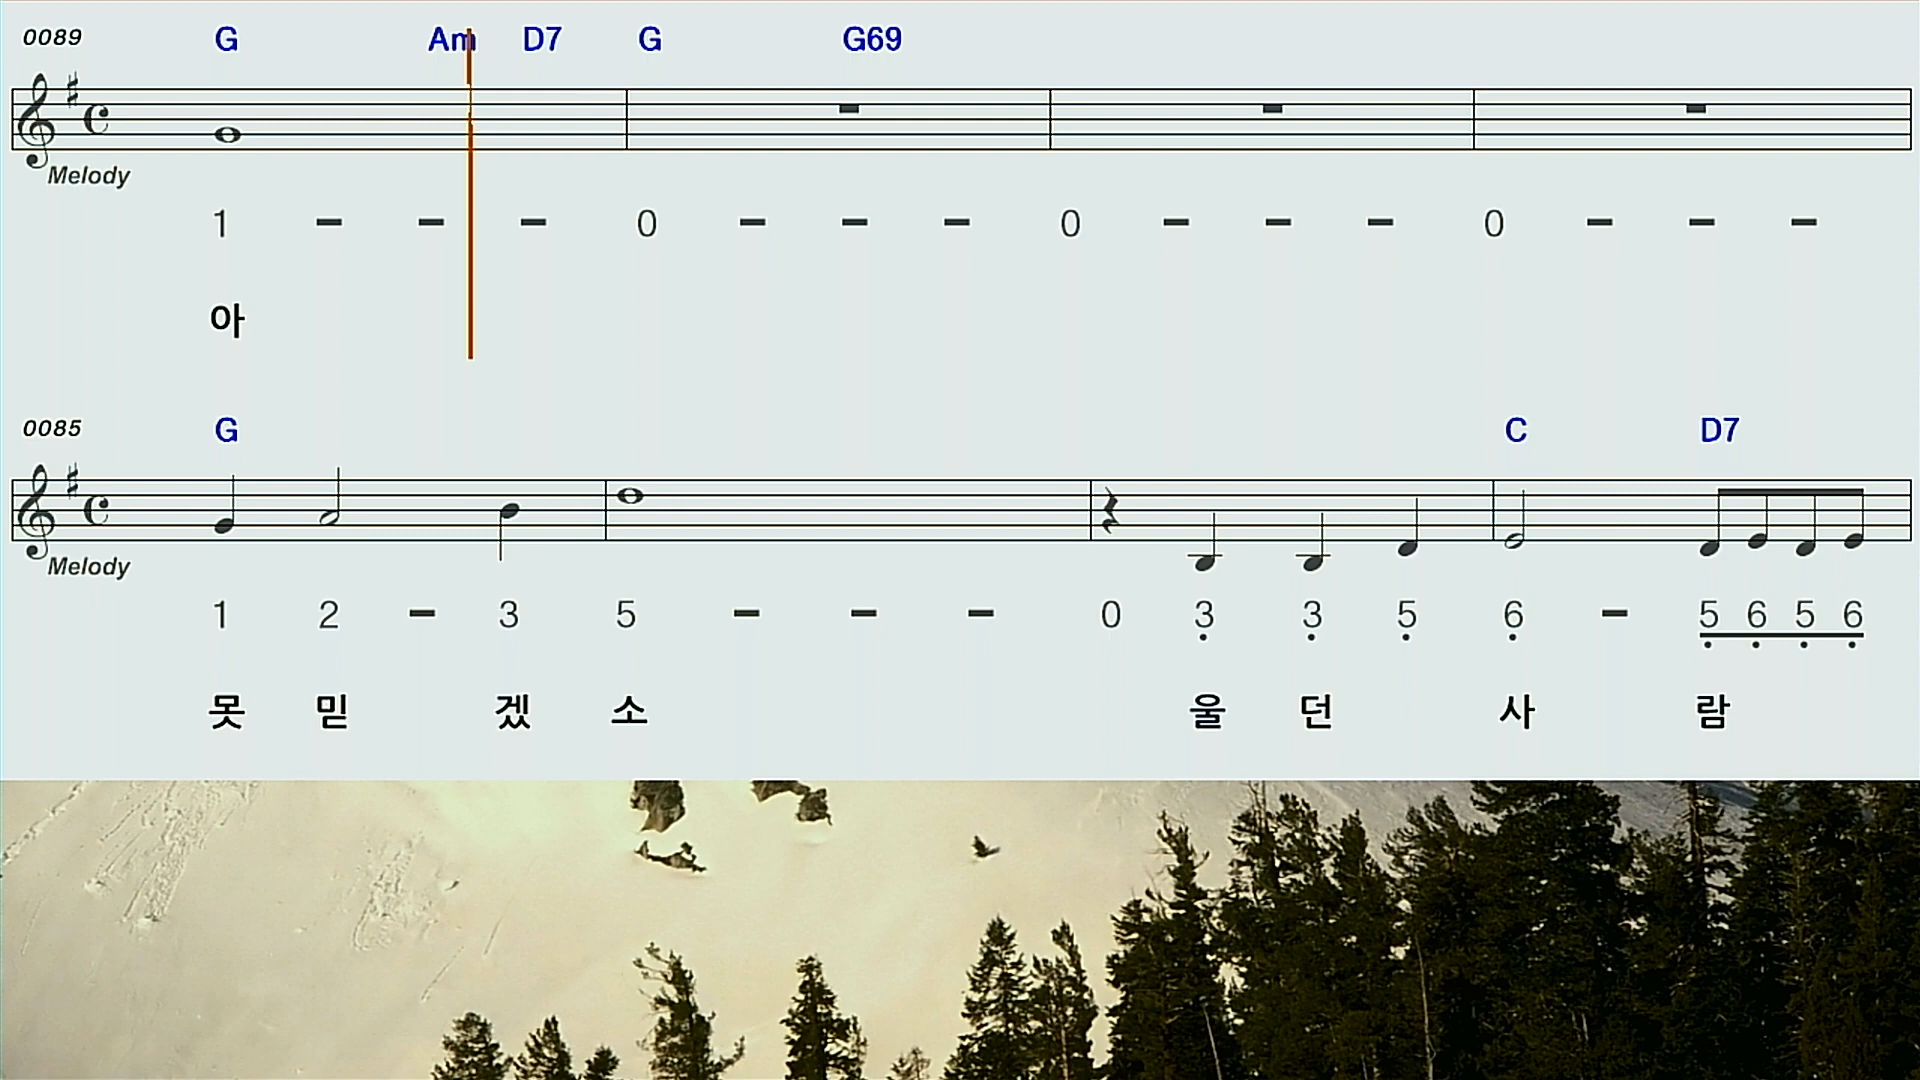 0089 G Am D7 G G69
Melody
1 - - - 0 - - - 0 - - - 0 - - -
아
0085 G C D7
Melody
1 2 - 3 5 - - - 0 3 3 5 6 - 5 6 5 6
못 믿 겠 소 울 던 사 람